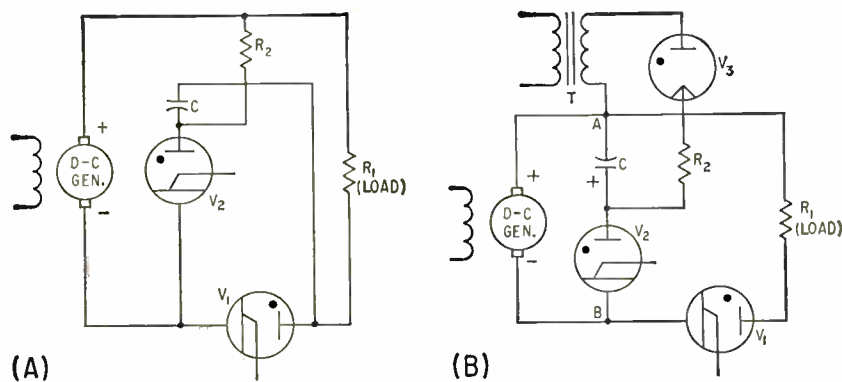 R2
C
+
D-C
GEN.
-
V2
R1
(LOAD)
V1
(A)
T
V3
A
C
+
R2
+
D-C
GEN.
-
V2
R1
(LOAD)
B
V1
(B)